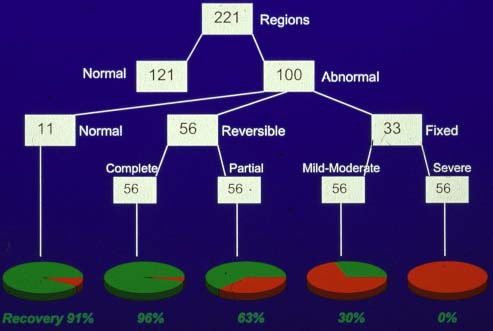 221 Regions
Normal 121 100 Abnormal
11 Normal 56 Reversible 33 Fixed
Complete Partial Mild-Moderate Severe
56 56 56 56
Recovery 91% 96% 63% 30% 0%